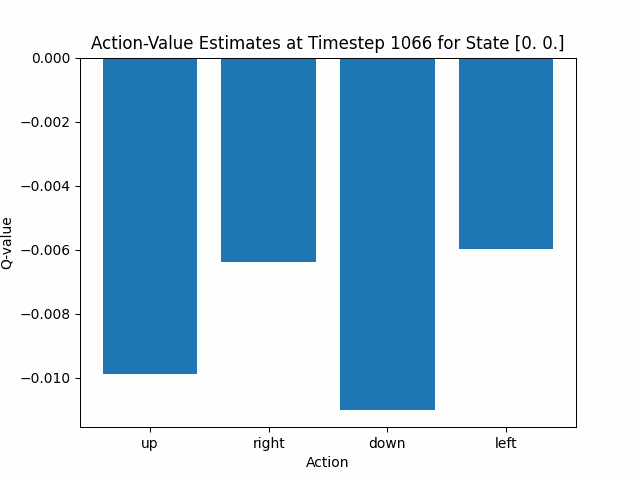 Action-Value Estimates at Timestep 1066 for State [0. 0.]
0.000
−0.002
−0.004
−0.006
−0.008
−0.010
Q-value
up right down left
Action